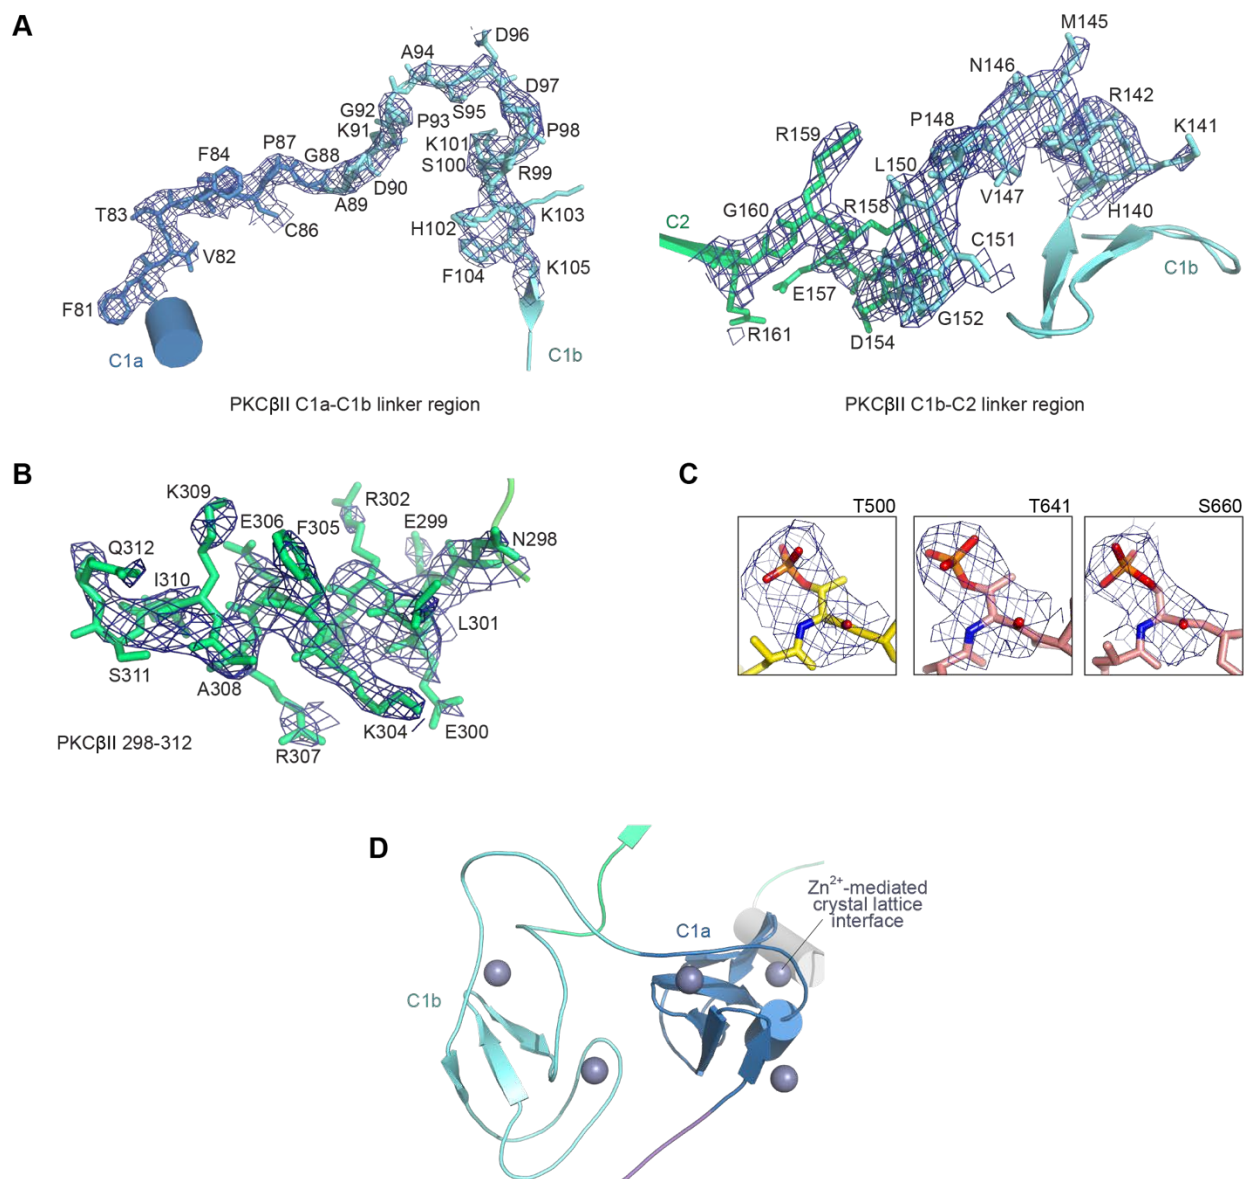 A
D96
A94
D97
G92
S95
P93
K91
P98
K101
P87
S100
F84
G88
R99
D90
A89
T83
K103
C86
H102
V82
F104
K105
F81
C1a
C1b
PKCβII C1a-C1b linker region
M145
N146
R142
P148
R159
K141
L150
V147
G160
R158
H140
C2
C151
C1b
E157
G152
R161
D154
PKCβII C1b-C2 linker region
B
K309
R302
E306
F305
E299
N298
Q312
I310
L301
S311
A308
K304
E300
R307
PKCβII 298-312
C
T500
T641
S660
D
Zn²⁺-mediated
crystal lattice
interface
C1a
C1b